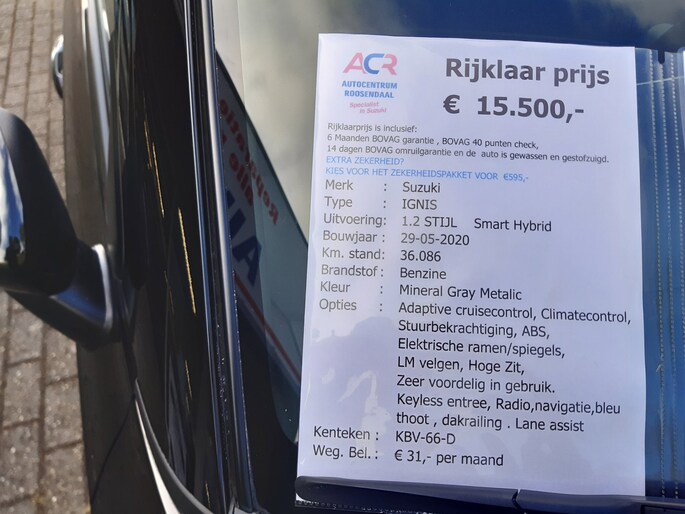 ACR
AUTOCENTRUM
ROOSENDAAL
Specialist
in Suzuki
Rijklaar prijs
€ 15.500,-
Rijklaarprijs is inclusief:
6 Maanden BOVAG garantie , BOVAG 40 punten check,
14 dagen BOVAG omruilgarantie en de auto is gewassen en gestofzuigd.
EXTRA ZEKERHEID?
KIES VOOR HET ZEKERHEIDSPAKKET VOOR €595,-
Merk : Suzuki
Type : IGNIS
Uitvoering: 1.2 STIJL Smart Hybrid
Bouwjaar : 29-05-2020
Km. stand: 36.086
Brandstof : Benzine
Kleur : Mineral Gray Metalic
Opties : Adaptive cruisecontrol, Climatecontrol,
Stuurbekrachtiging, ABS,
Elektrische ramen/spiegels,
LM velgen, Hoge Zit,
Zeer voordelig in gebruik.
Keyless entree, Radio,navigatie,bleu
thoot , dakrailing . Lane assist
Kenteken : KBV-66-D
Weg. Bel.: € 31,- per maand